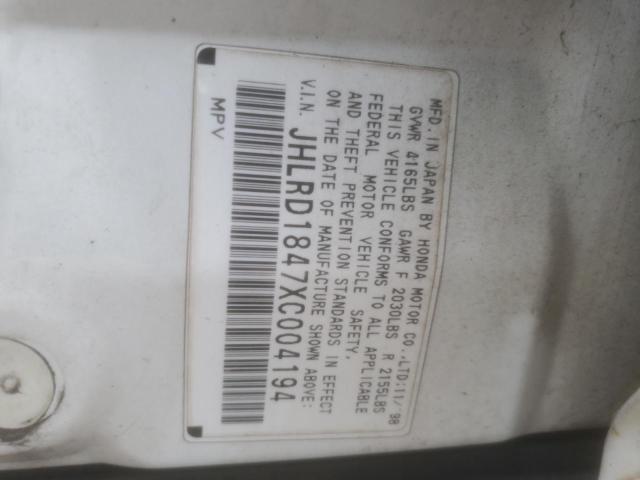 MFD. IN JAPAN BY HONDA MOTOR CO., LTD: 11/'98
GVWR 4165LBS GAWR F 2030LBS R 2155LBS
THIS VEHICLE CONFORMS TO ALL APPLICABLE
FEDERAL MOTOR VEHICLE SAFETY,
AND THEFT PREVENTION STANDARDS IN EFFECT
ON THE DATE OF MANUFACTURE SHOWN ABOVE:
V.I.N. JHLRD1847XC004194
MPV